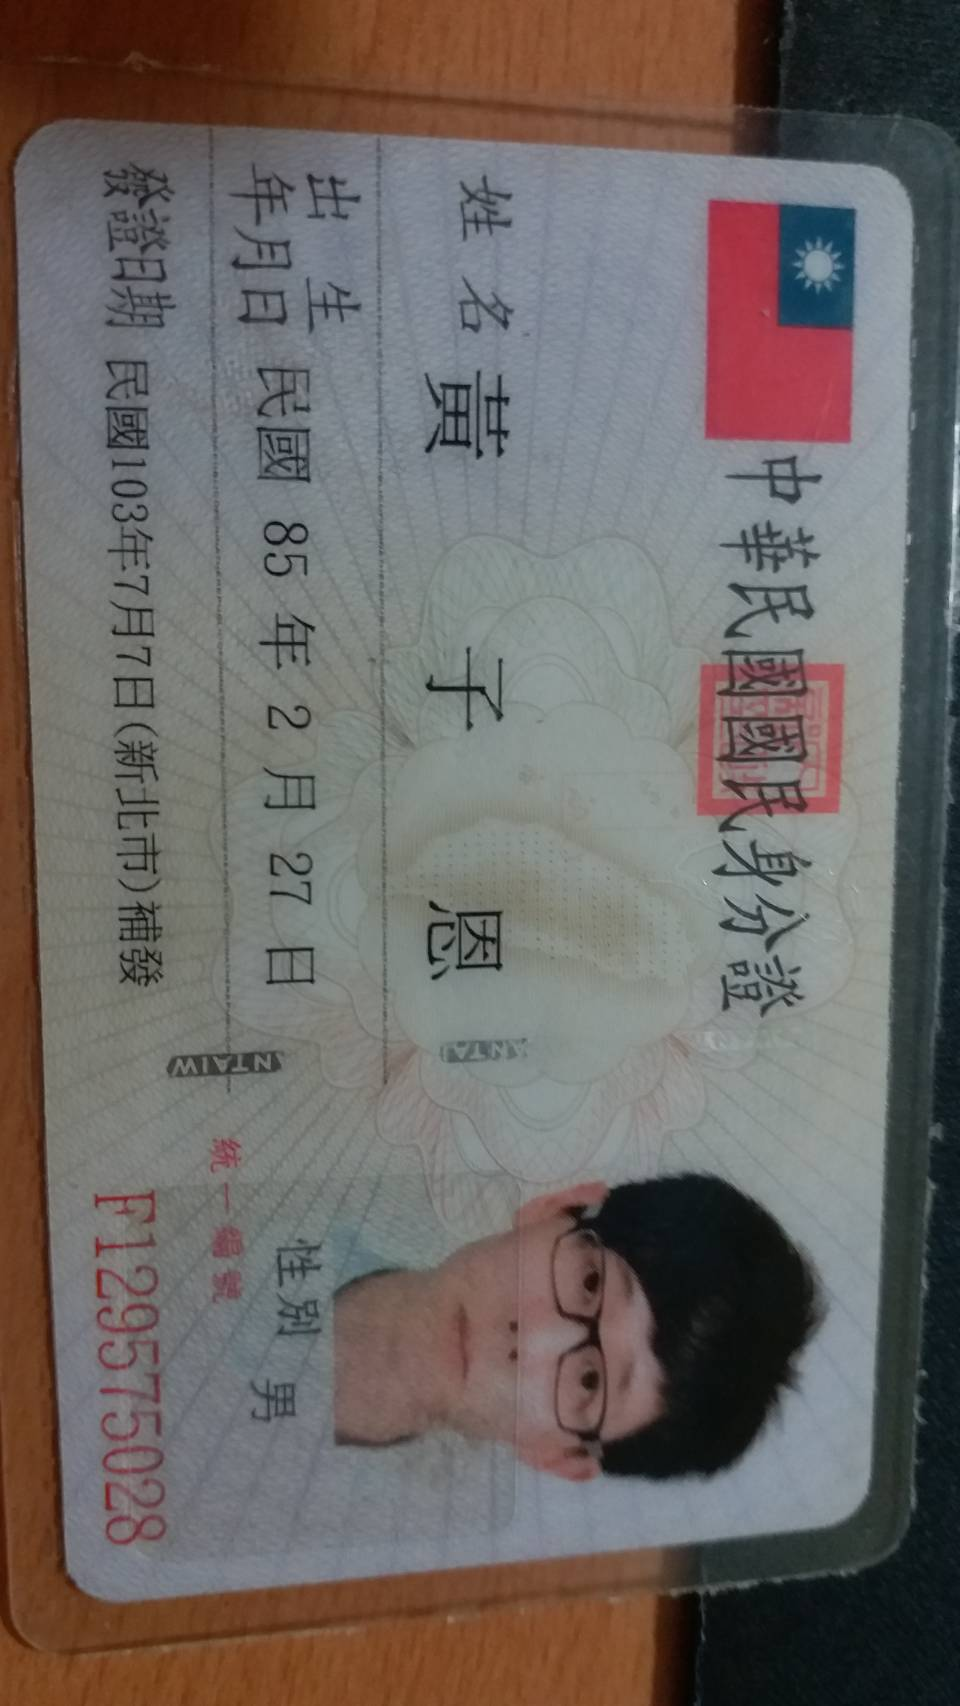 中華民國國民身分證
姓名 黃子恩
出生年月日 民國 85 年 2 月 27 日
性別 男
發證日期 民國103年7月7日(新北市)補發
統一編號
F129575028
TAIWAN